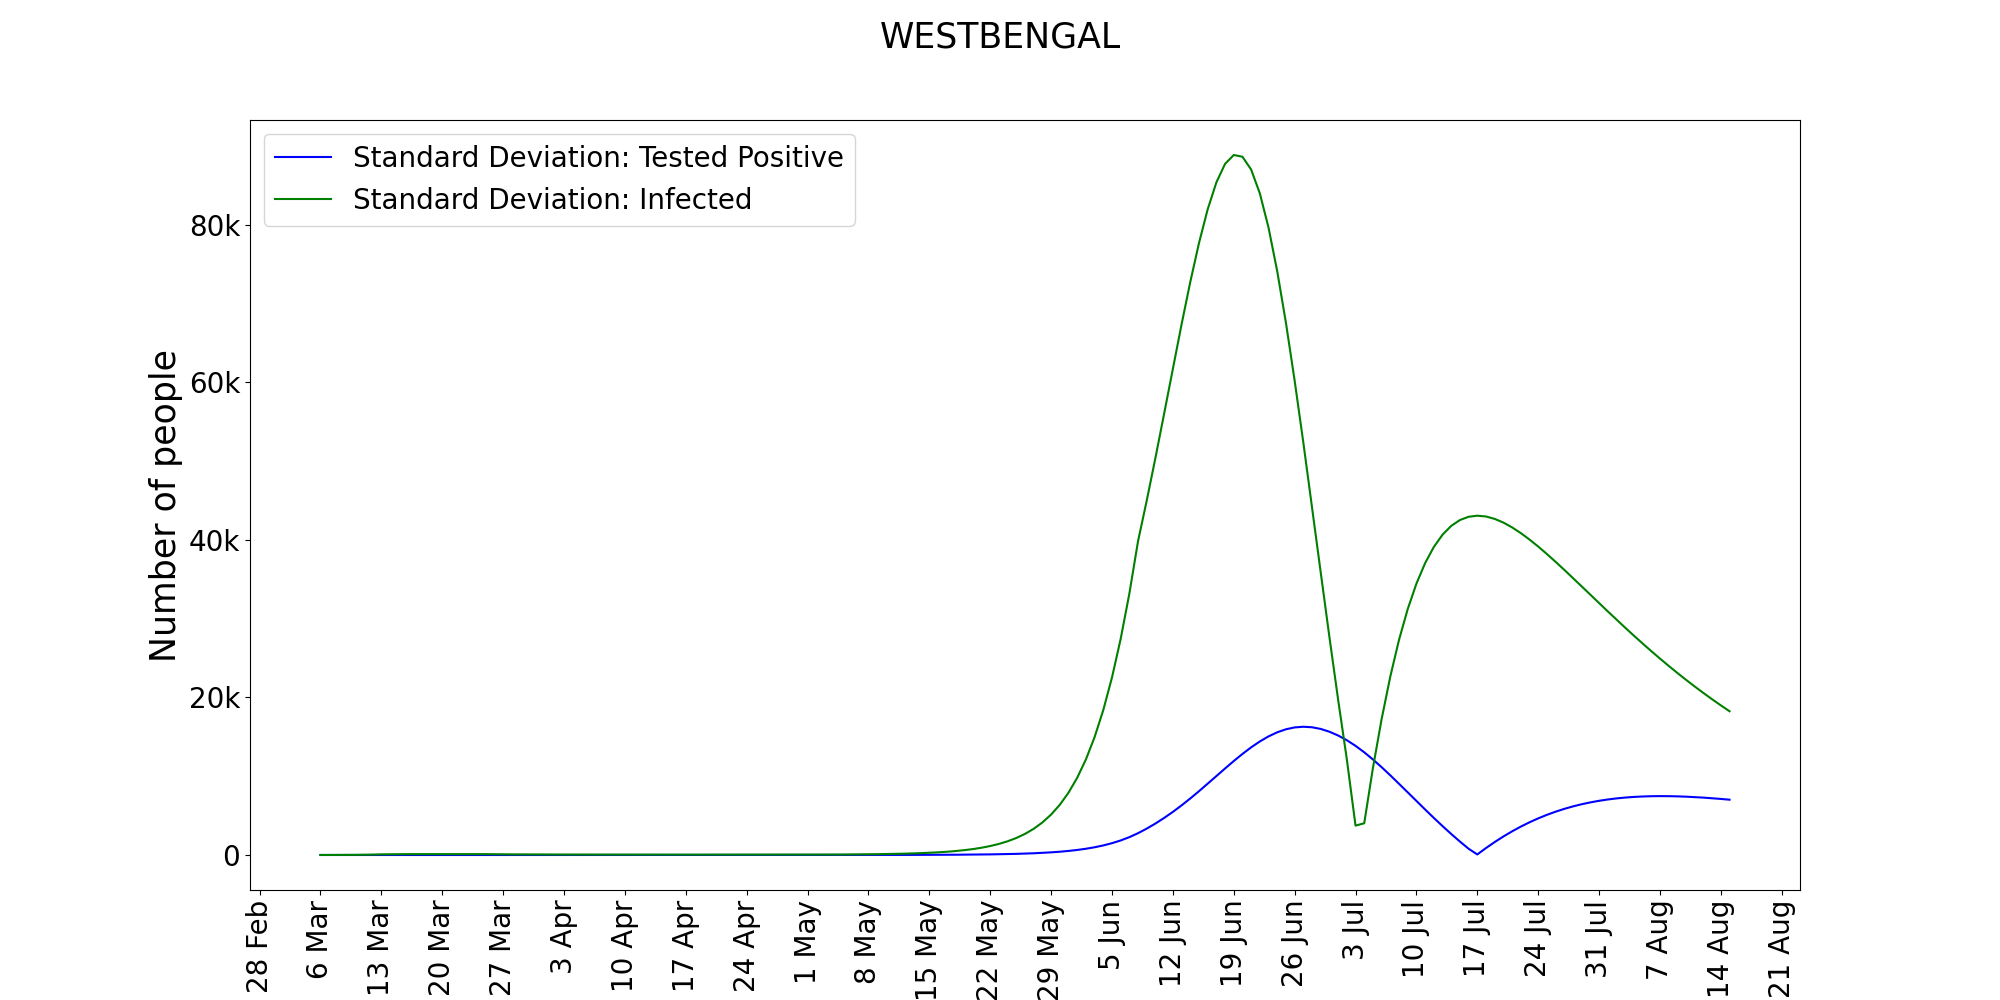 WESTBENGAL
Standard Deviation: Tested Positive
Standard Deviation: Infected
Number of people
80k
60k
40k
20k
0
28 Feb
6 Mar
13 Mar
20 Mar
27 Mar
3 Apr
10 Apr
17 Apr
24 Apr
1 May
8 May
15 May
22 May
29 May
5 Jun
12 Jun
19 Jun
26 Jun
3 Jul
10 Jul
17 Jul
24 Jul
31 Jul
7 Aug
14 Aug
21 Aug